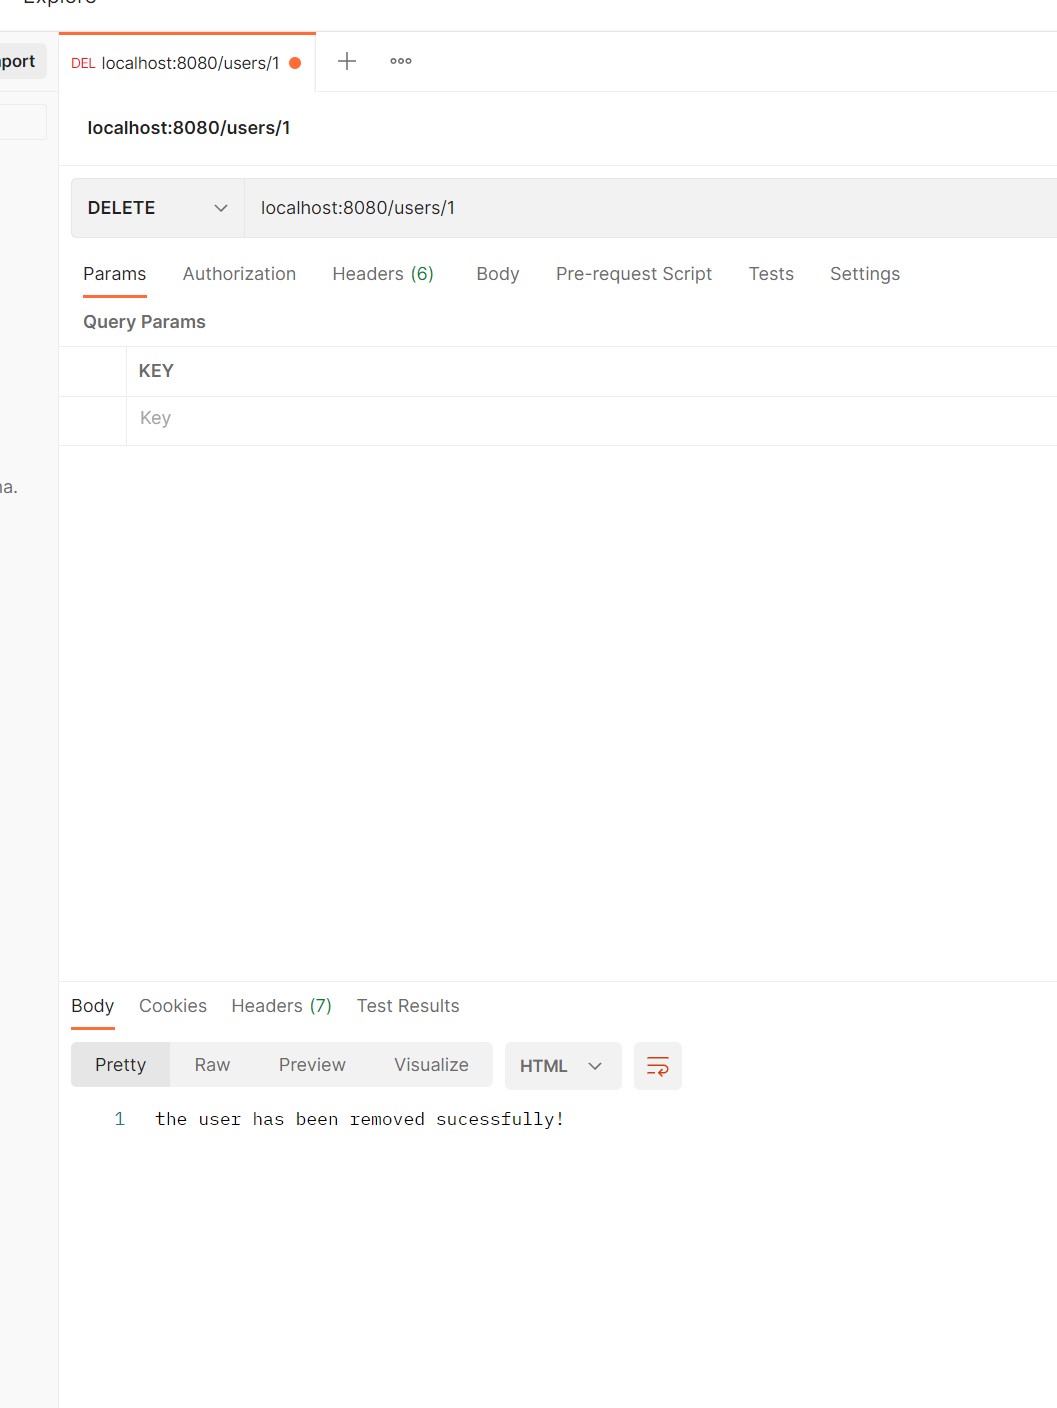 DEL localhost:8080/users/1
localhost:8080/users/1
DELETE localhost:8080/users/1
Params Authorization Headers (6) Body Pre-request Script Tests Settings
Query Params
KEY
Key
Body Cookies Headers (7) Test Results
Pretty Raw Preview Visualize HTML
1 the user has been removed sucessfully!